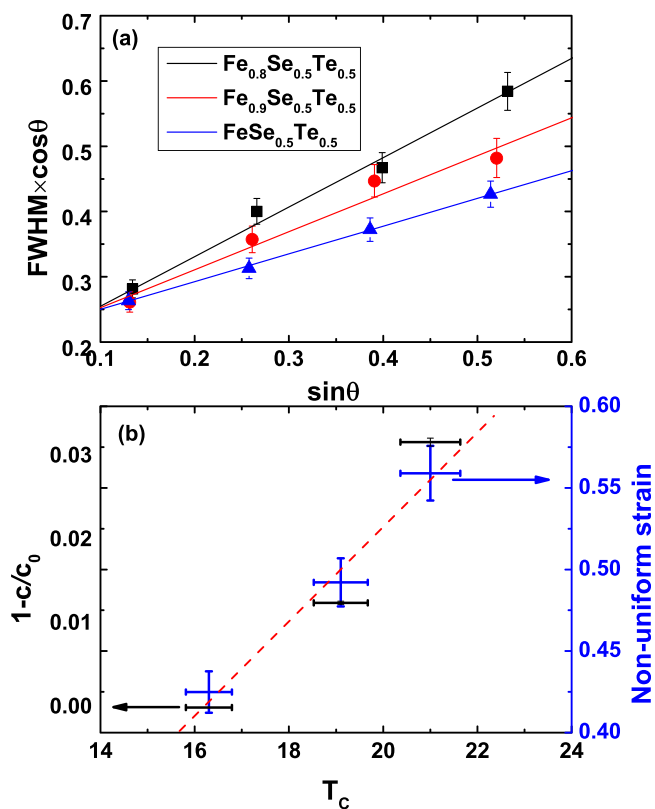 0.7
(a)
Fe0.8Se0.5Te0.5
0.6
Fe0.9Se0.5Te0.5
FeSe0.5Te0.5
0.5
FWHM×cosθ
0.4
0.3
0.2
0.1 0.2 0.3 0.4 0.5 0.6
sinθ
(b)
0.60
0.03
0.55
0.02
1-c/c0
0.50
Non-uniform strain
0.01
0.45
0.00
0.40
14 16 18 20 22 24
TC